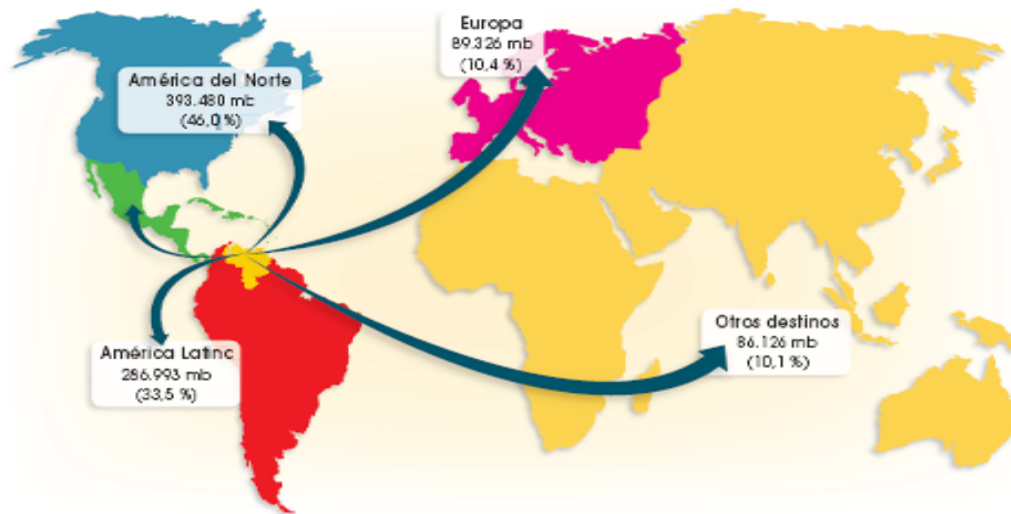 Europa
89.326 mb
(10,4 %)
América del Norte
393.480 mb
(46,0 %)
Otros destinos
86.126 mb
(10,1 %)
América Latina
286.993 mb
(33,5 %)